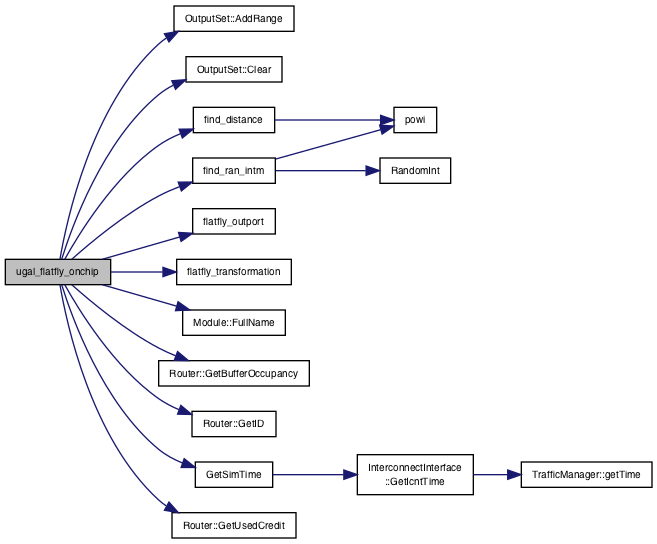 OutputSet::AddRange
OutputSet::Clear
find_distance
powi
find_ran_intm
RandomInt
flatfly_outport
ugal_flatfly_onchip
flatfly_transformation
Module::FullName
Router::GetBufferOccupancy
Router::GetID
GetSimTime
InterconnectInterface
::GetIcntTime
TrafficManager::getTime
Router::GetUsedCredit